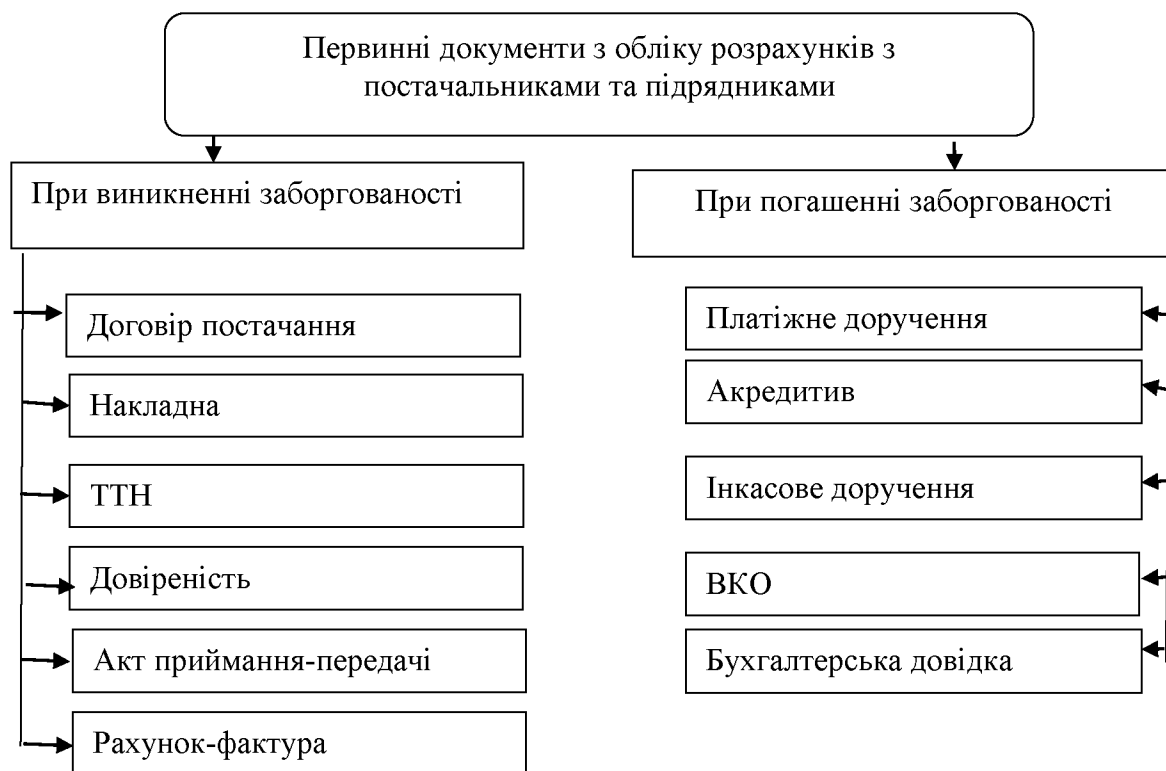 Первинні документи з обліку розрахунків з
постачальниками та підрядниками
При виникненні заборгованості
Договір постачання
Накладна
ТТН
Довіреність
Акт приймання-передачі
Рахунок-фактура
При погашенні заборгованості
Платіжне доручення
Акредитив
Інкасове доручення
ВКО
Бухгалтерська довідка